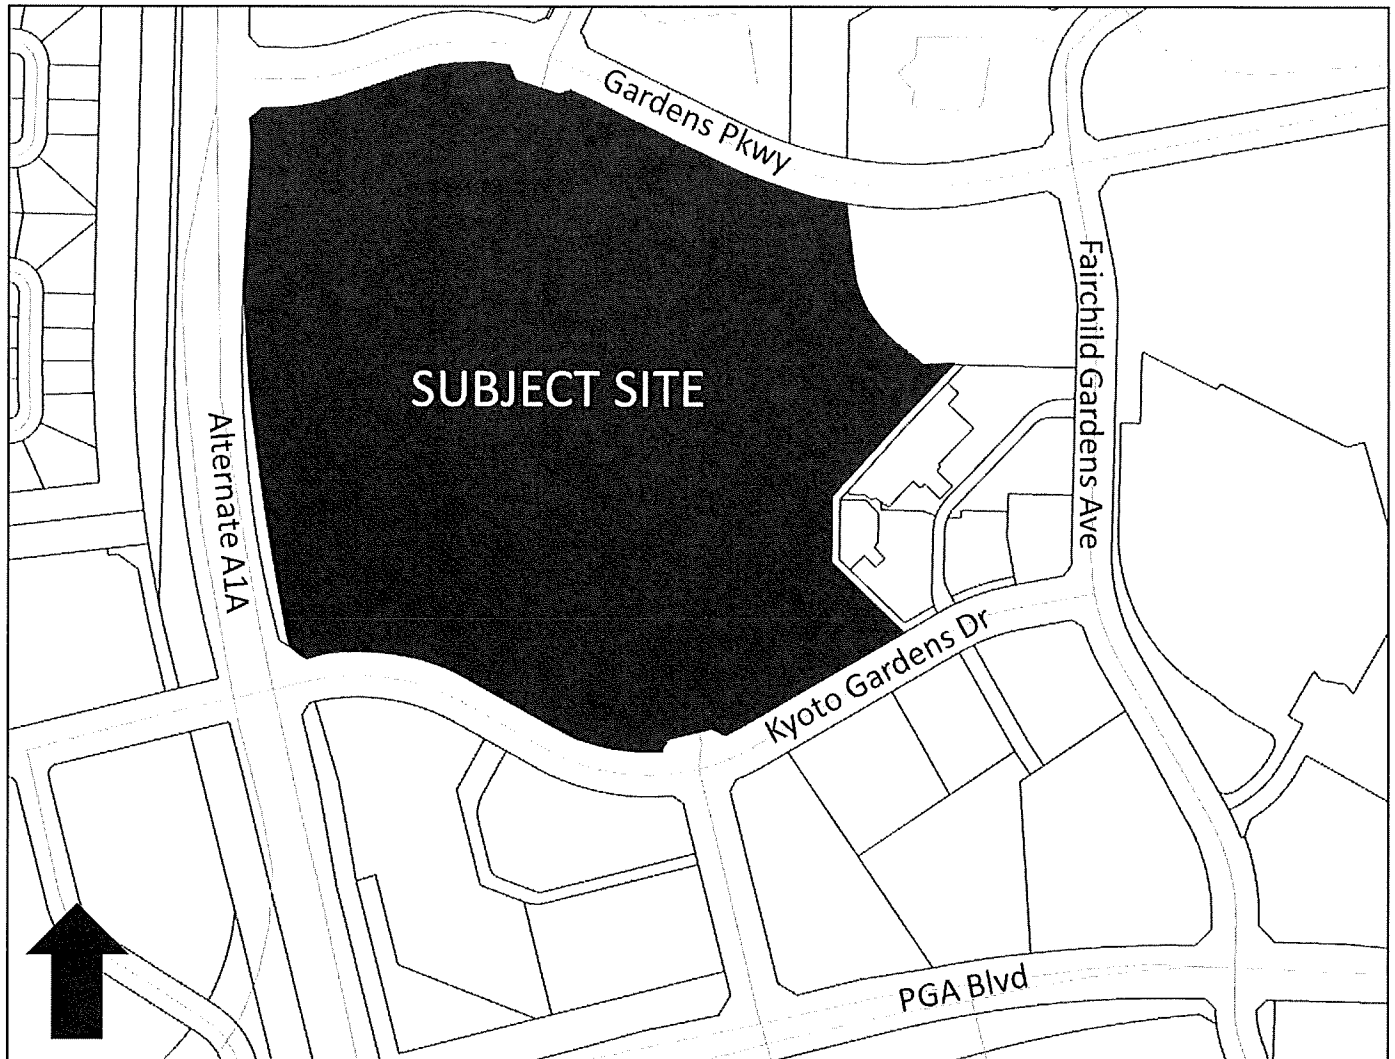 Gardens Pkwy
Fairchild Gardens Ave
SUBJECT SITE
Alternate A1A
Kyoto Gardens Dr
PGA Blvd